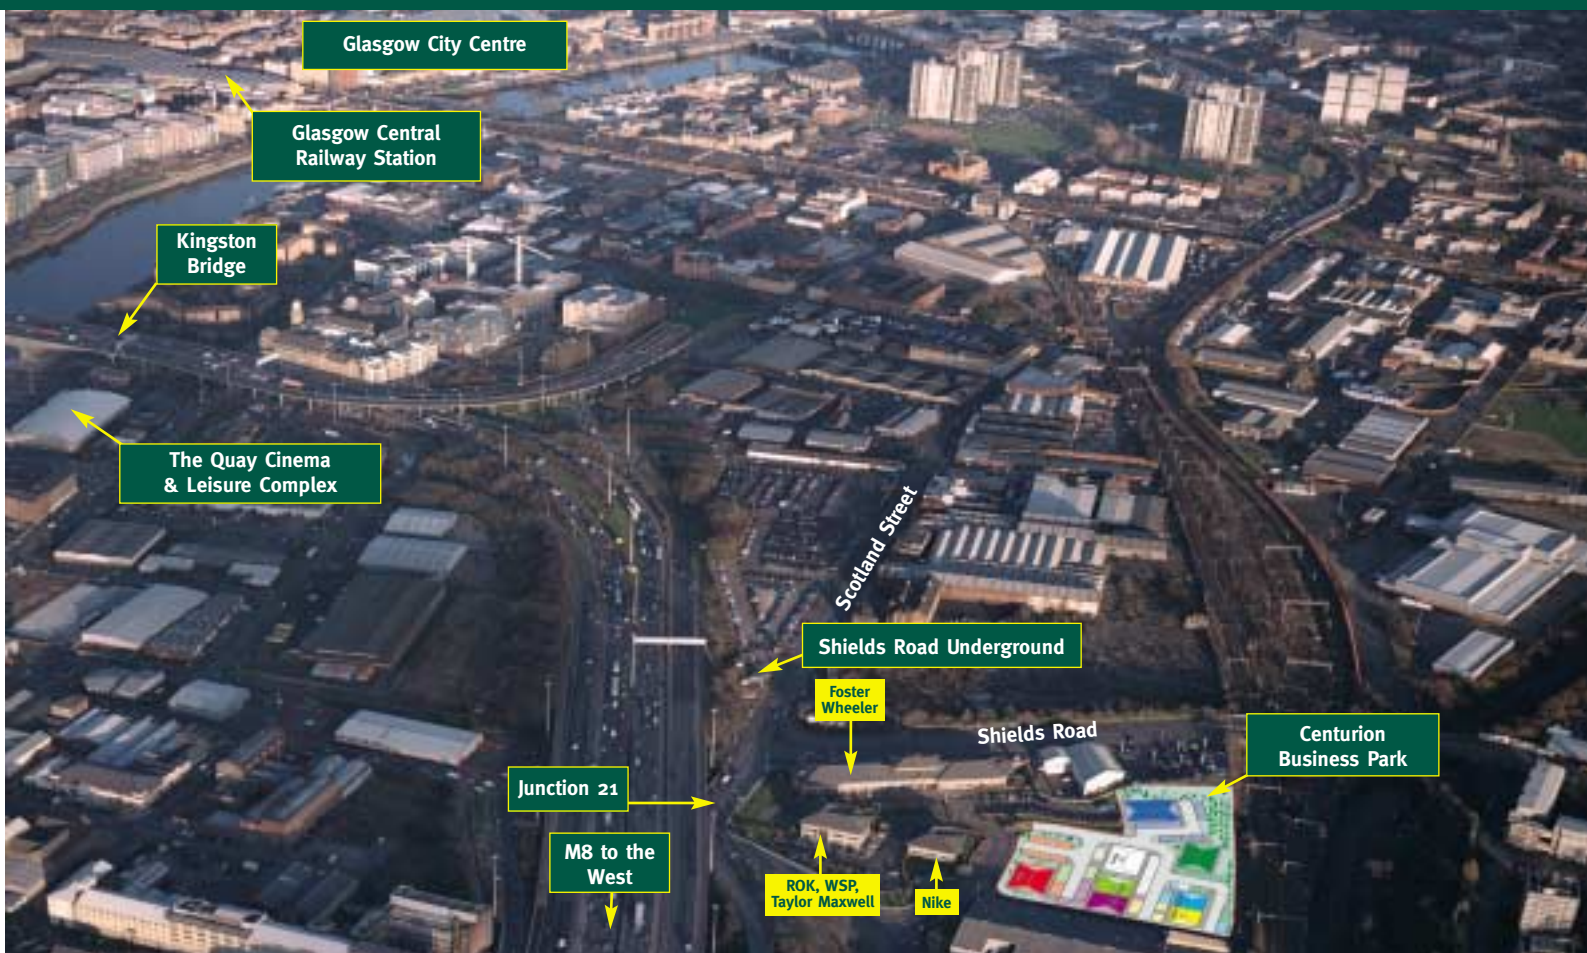 Glasgow City Centre
Glasgow Central
Railway Station
Kingston
Bridge
The Quay Cinema
& Leisure Complex
Scotland Street
Shields Road Underground
Foster
Wheeler
Shields Road
Centurion
Business Park
Junction 21
M8 to the
West
ROK, WSP,
Taylor Maxwell
Nike